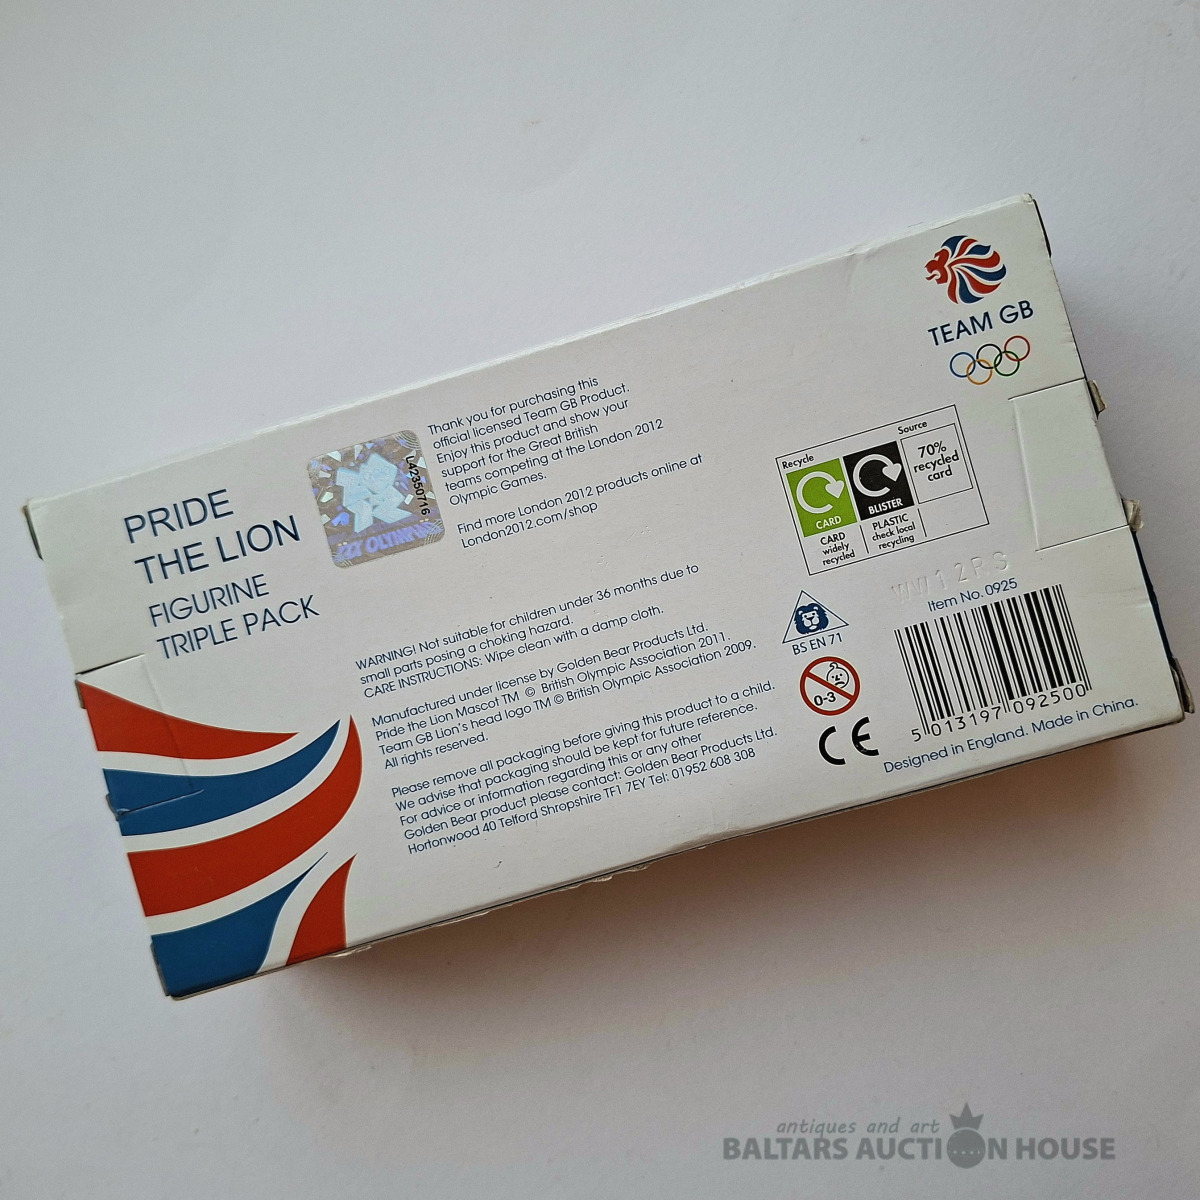 PRIDE
THE LION
FIGURINE
TRIPLE PACK
L42350716
XXX OLYMPI
Thank you for purchasing this
official licensed Team GB Product.
Enjoy this product and show your
support for the Great British
teams competing at the London 2012
Olympic Games.
Find more London 2012 products online at
London2012.com/shop
WARNING! Not suitable for children under 36 months due to
small parts posing a choking hazard.
CARE INSTRUCTIONS: Wipe clean with a damp cloth.
Manufactured under license by Golden Bear Products Ltd.
Pride the Lion Mascot TM © British Olympic Association 2011.
Team GB Lion's head logo TM © British Olympic Association 2009.
All rights reserved.
Please remove all packaging before giving this product to a child.
We advise that packaging should be kept for future reference.
For advice or information regarding this or any other
Golden Bear product please contact: Golden Bear Products Ltd.
Hortonwood 40 Telford Shropshire TF1 7EY Tel: 01952 608 308
TEAM GB
Recycle
Source
CARD
BLISTER
70%
recycled
card
CARD
widely
recycled
PLASTIC
check local
recycling
WW12PS
Item No. 0925
BS EN 71
0-3
CE
5 013197 092500
Designed in England. Made in China.
antiques and art
BALTARS AUCTION HOUSE